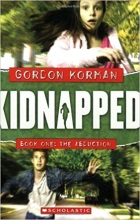 GORDON KORMAN
KIDNAPPED
BOOK ONE: THE ABDUCTION
SCHOLASTIC